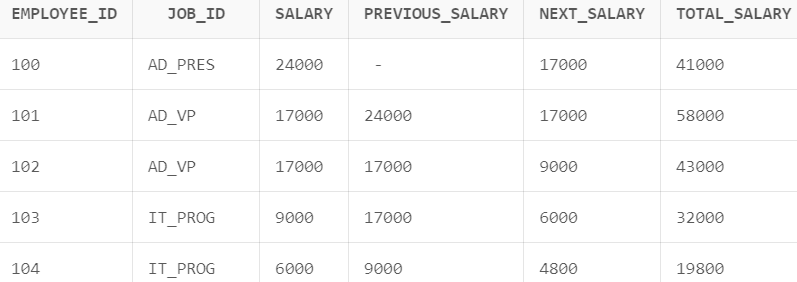 EMPLOYEE_ID JOB_ID SALARY PREVIOUS_SALARY NEXT_SALARY TOTAL_SALARY
100 AD_PRES 24000 - 17000 41000
101 AD_VP 17000 24000 17000 58000
102 AD_VP 17000 17000 9000 43000
103 IT_PROG 9000 17000 6000 32000
104 IT_PROG 6000 9000 4800 19800